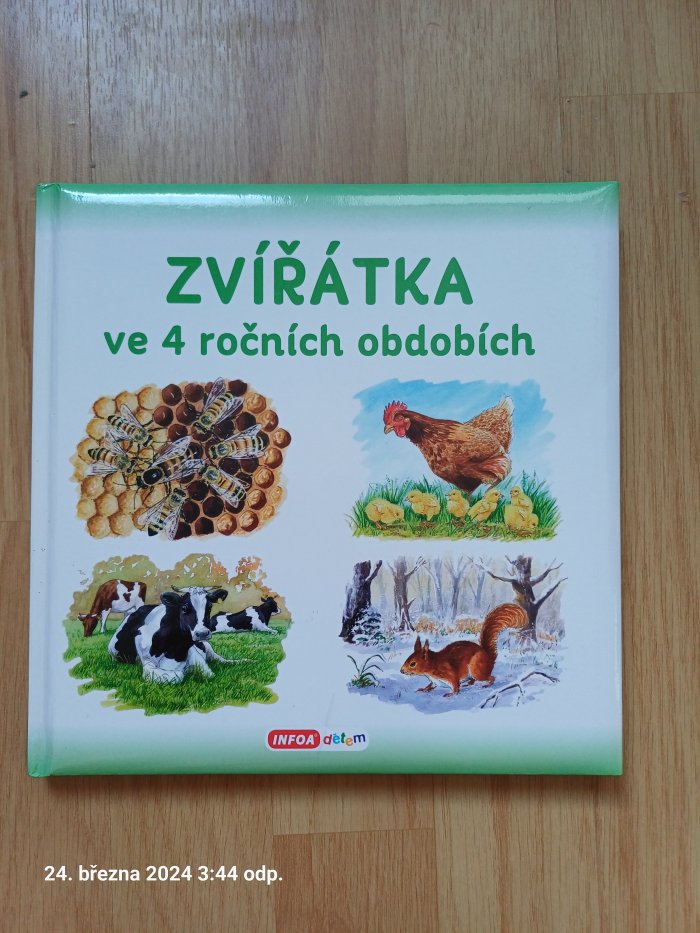 ZVÍŘÁTKA
ve 4 ročních obdobích
INFOA dětem
24. března 2024 3:44 odp.